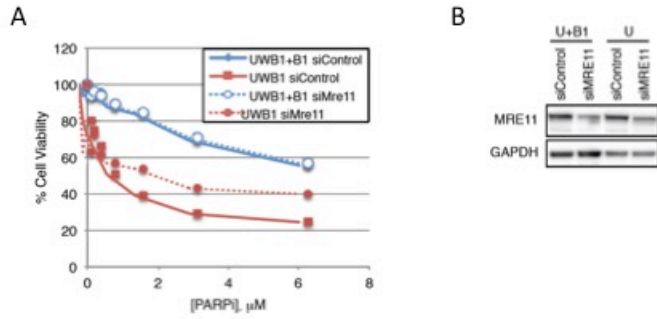 A
% Cell Viability
120
100
80
60
40
20
0
0 2 4 6 8
[PARPi], μM
UWB1+B1 siControl
UWB1 siControl
UWB1+B1 siMre11
UWB1 siMre11
B
U+B1 U
siControl siMRE11 siControl siMRE11
MRE11
GAPDH